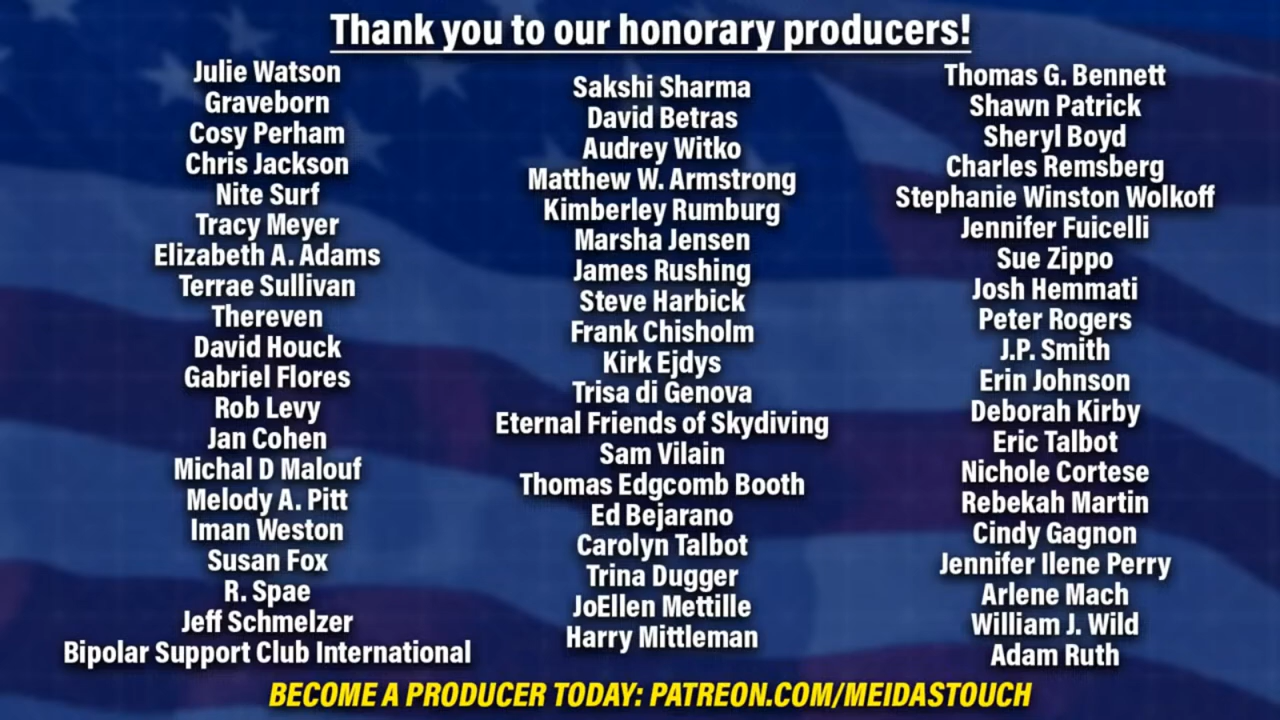 Thank you to our honorary producers!
Julie Watson
Graveborn
Cosy Perham
Chris Jackson
Nite Surf
Tracy Meyer
Elizabeth A. Adams
Terrae Sullivan
Thereven
David Houck
Gabriel Flores
Rob Levy
Jan Cohen
Michal D Malouf
Melody A. Pitt
Iman Weston
Susan Fox
R. Spae
Jeff Schmelzer
Bipolar Support Club International
Sakshi Sharma
David Betras
Audrey Witko
Matthew W. Armstrong
Kimberley Rumburg
Marsha Jensen
James Rushing
Steve Harbick
Frank Chisholm
Kirk Ejdys
Trisa di Genova
Eternal Friends of Skydiving
Sam Vilain
Thomas Edgcomb Booth
Ed Bejarano
Carolyn Talbot
Trina Dugger
JoEllen Mettille
Harry Mittleman
Thomas G. Bennett
Shawn Patrick
Sheryl Boyd
Charles Remsberg
Stephanie Winston Wolkoff
Jennifer Fuicelli
Sue Zippo
Josh Hemmati
Peter Rogers
J.P. Smith
Erin Johnson
Deborah Kirby
Eric Talbot
Nichole Cortese
Rebekah Martin
Cindy Gagnon
Jennifer Ilene Perry
Arlene Mach
William J. Wild
Adam Ruth
BECOME A PRODUCER TODAY: PATREON.COM/MEIDASTOUCH